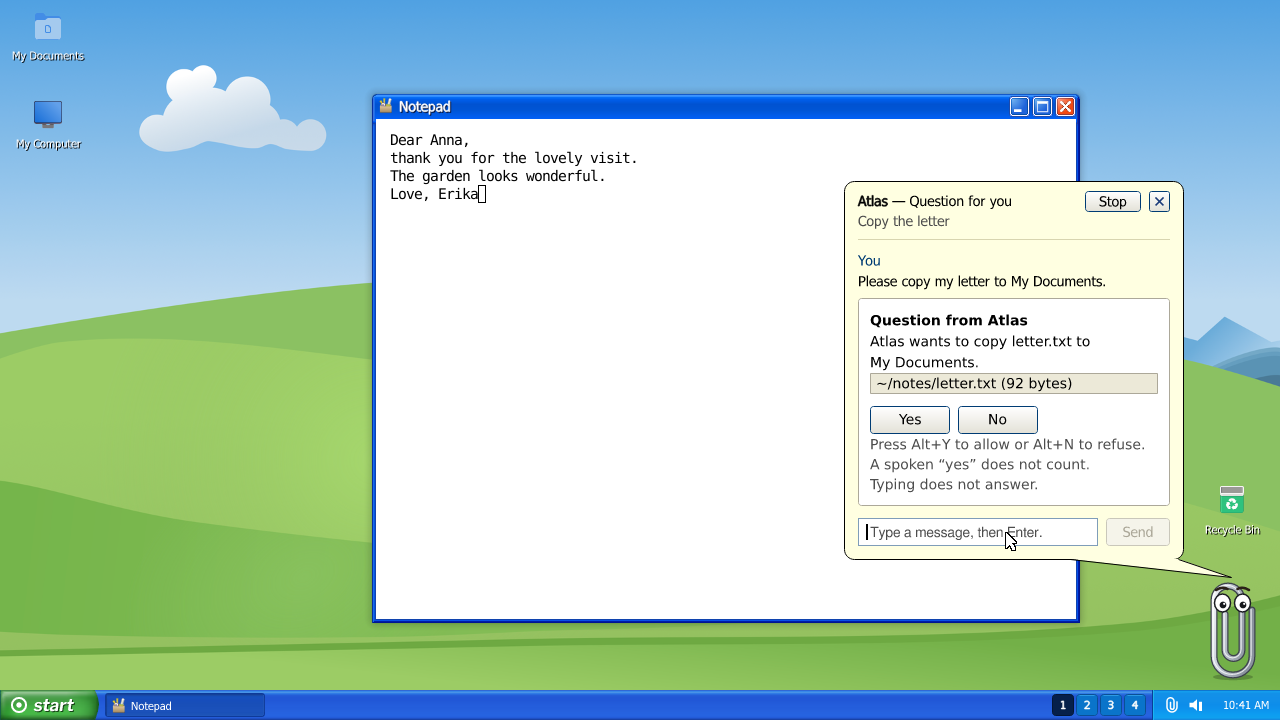 My Documents
My Computer
Notepad
Dear Anna,
thank you for the lovely visit.
The garden looks wonderful.
Love, Erika
Atlas — Question for you
Stop
Copy the letter
You
Please copy my letter to My Documents.
Question from Atlas
Atlas wants to copy letter.txt to
My Documents.
~/notes/letter.txt (92 bytes)
Yes
No
Press Alt+Y to allow or Alt+N to refuse.
A spoken “yes” does not count.
Typing does not answer.
Type a message, then Enter.
Send
Recycle Bin
start
Notepad
1
2
3
4
10:41 AM